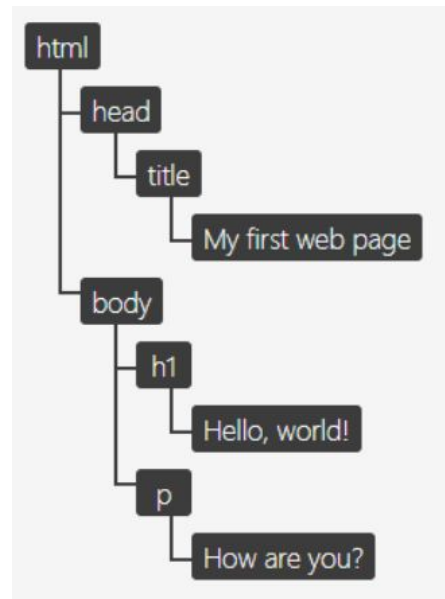 html
head
title
My first web page
body
h1
Hello, world!
p
How are you?